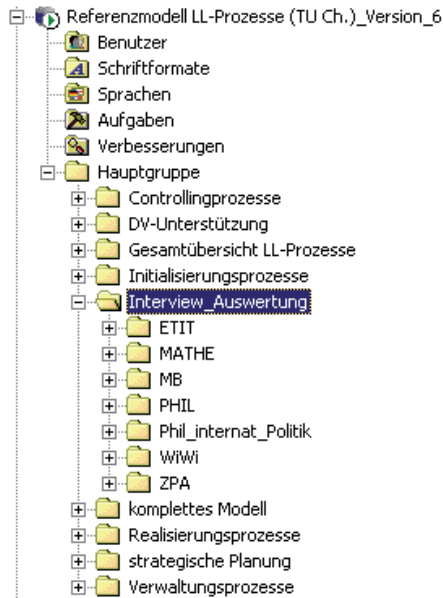 Referenzmodell LL-Prozesse (TU Ch.)_Version_6
Benutzer
Schriftformate
Sprachen
Aufgaben
Verbesserungen
Hauptgruppe
Controllingprozesse
DV-Unterstützung
Gesamtübersicht LL-Prozesse
Initialisierungsprozesse
Interview_Auswertung
ETIT
MATHE
MB
PHIL
Phil_internat_Politik
WiWi
ZPA
komplettes Modell
Realisierungsprozesse
strategische Planung
Verwaltungsprozesse